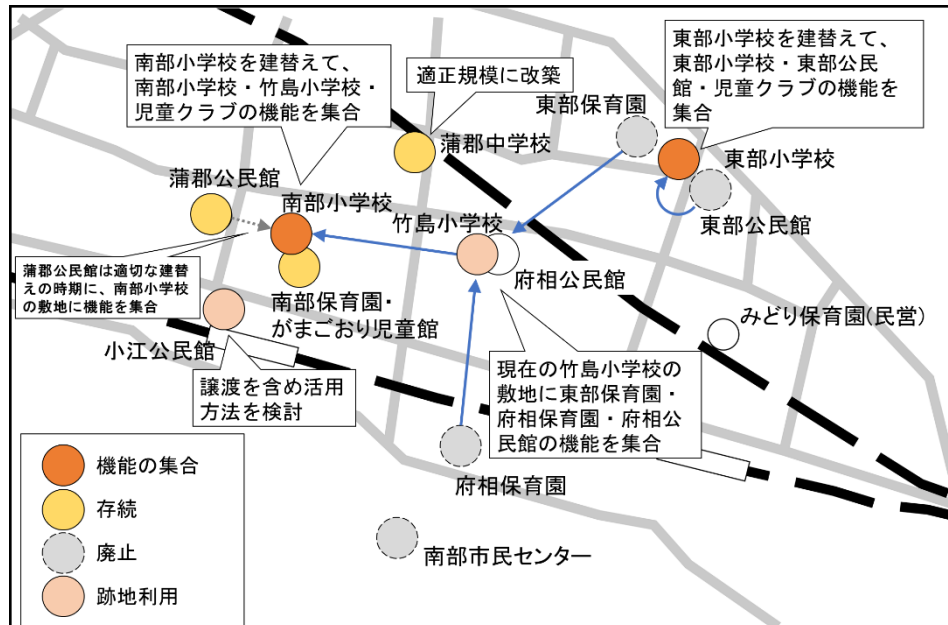 南部小学校を建替えて、
南部小学校・竹島小学校・
児童クラブの機能を集合
適正規模に改築
東部小学校を建替えて、
東部小学校・東部公民
館・児童クラブの機能を
集合
東部保育園
蒲郡中学校
東部小学校
蒲郡公民館
南部小学校
竹島小学校
東部公民館
蒲郡公民館は適切な建替
えの時期に、南部小学校
の敷地に機能を集合
府相公民館
南部保育園・
がまごおり児童館
みどり保育園(民営)
小江公民館
譲渡を含め活用
方法を検討
現在の竹島小学校の
敷地に東部保育園・
府相保育園・府相公
民館の機能を集合
府相保育園
南部市民センター
機能の集合
存続
廃止
跡地利用